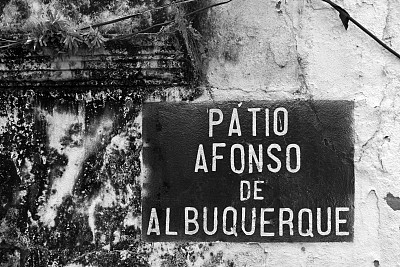 PÁTIO
AFONSO
DE
ALBUQUERQUE